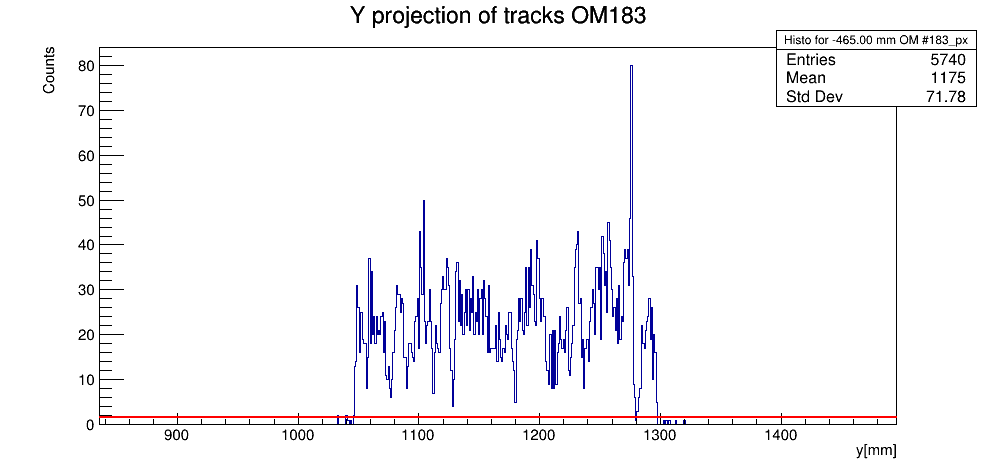 Y projection of tracks OM183
Histo for -465.00 mm OM #183_px
Entries 5740
Mean 1175
Std Dev 71.78
Counts
80
70
60
50
40
30
20
10
0
900 1000 1100 1200 1300 1400
y[mm]